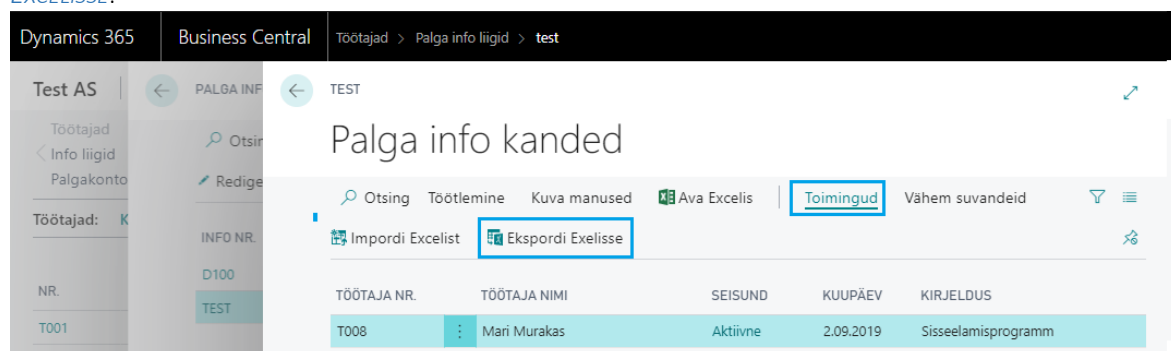 EXCELISSE.
Dynamics 365 Business Central Töötajad > Palga info liigid > test
Test AS PALGA INF TEST
Töötajad
Info liigid
Palgakonto
Otsin
Redige
Palga info kanded
Otsing Töötlemine Kuva manused Ava Excelis Toimingud Vähem suvandeid
Töötajad: K
Impordi Excelist Ekspordi Exelisse
INFO NR.
D100
TEST
NR.
T001
TÖÖTAJA NR. TÖÖTAJA NIMI SEISUND KUUPÄEV KIRJELDUS
T008 Mari Murakas Aktiivne 2.09.2019 Sisseelamisprogramm